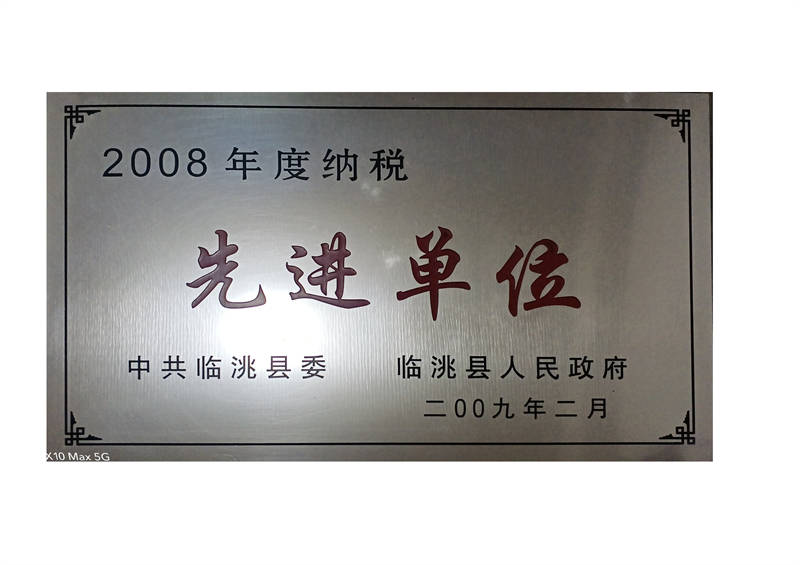 2008年度纳税
先进单位
中共临洮县委 临洮县人民政府
二00九年二月
X10 Max 5G